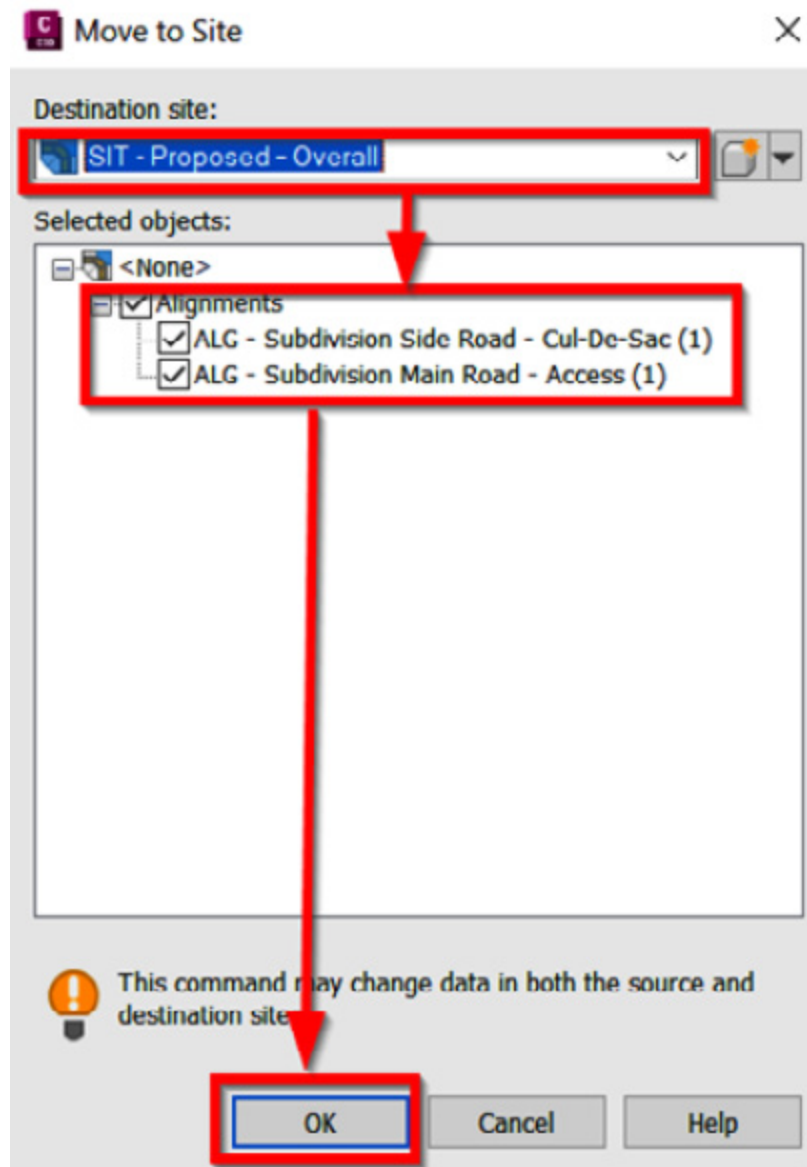 Move to Site
Destination site:
SIT - Proposed - Overall
Selected objects:
<None>
Alignments
ALG - Subdivision Side Road - Cul-De-Sac (1)
ALG - Subdivision Main Road - Access (1)
This command may change data in both the source and
destination site
OK
Cancel
Help